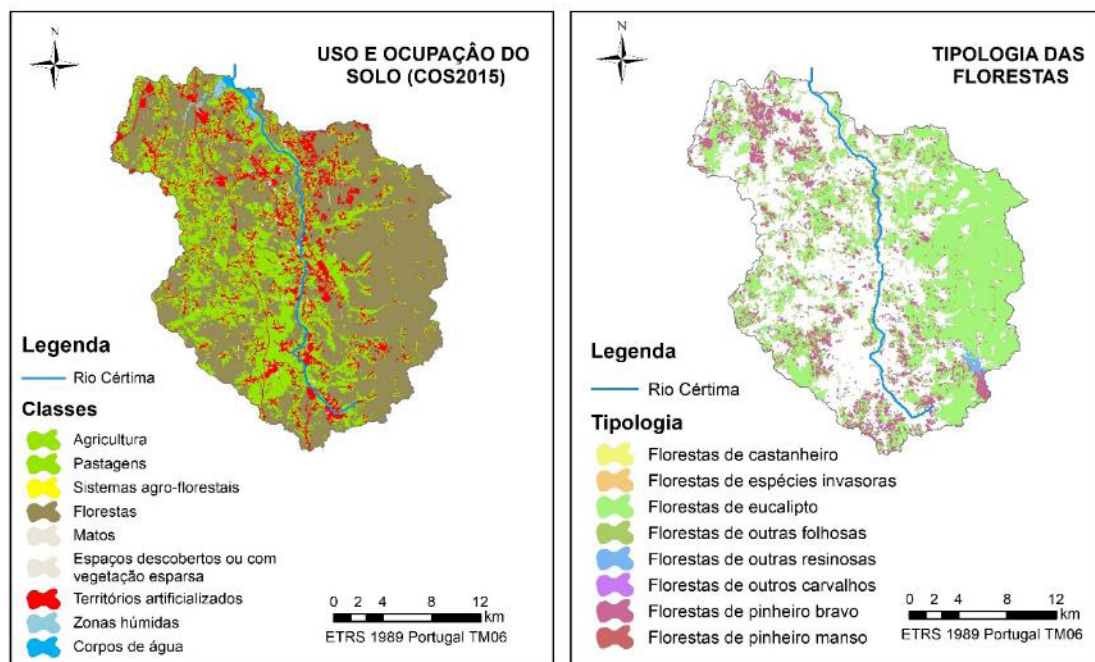 N
USO E OCUPAÇÂO DO
SOLO (COS2015)
Legenda
Rio Cértima
Classes
Agricultura
Pastagens
Sistemas agro-florestais
Florestas
Matos
Espaços descobertos ou com
vegetação esparsa
Territórios artificializados
Zonas húmidas
Corpos de água
0 2 4 8 12
km
ETRS 1989 Portugal TM06
N
TIPOLOGIA DAS
FLORESTAS
Legenda
Rio Cértima
Tipologia
Florestas de castanheiro
Florestas de espécies invasoras
Florestas de eucalipto
Florestas de outras folhosas
Florestas de outras resinosas
Florestas de outros carvalhos
Florestas de pinheiro bravo
Florestas de pinheiro manso
0 2 4 8 12
km
ETRS 1989 Portugal TM06